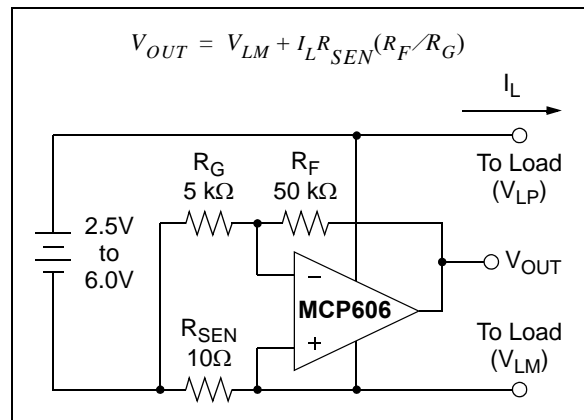 V_OUT = V_LM + I_L R_SEN (R_F/R_G)
I_L
To Load
(V_LP)
R_G
5 kΩ
R_F
50 kΩ
2.5V
to
6.0V
V_OUT
−
MCP606
+
R_SEN
10Ω
To Load
(V_LM)